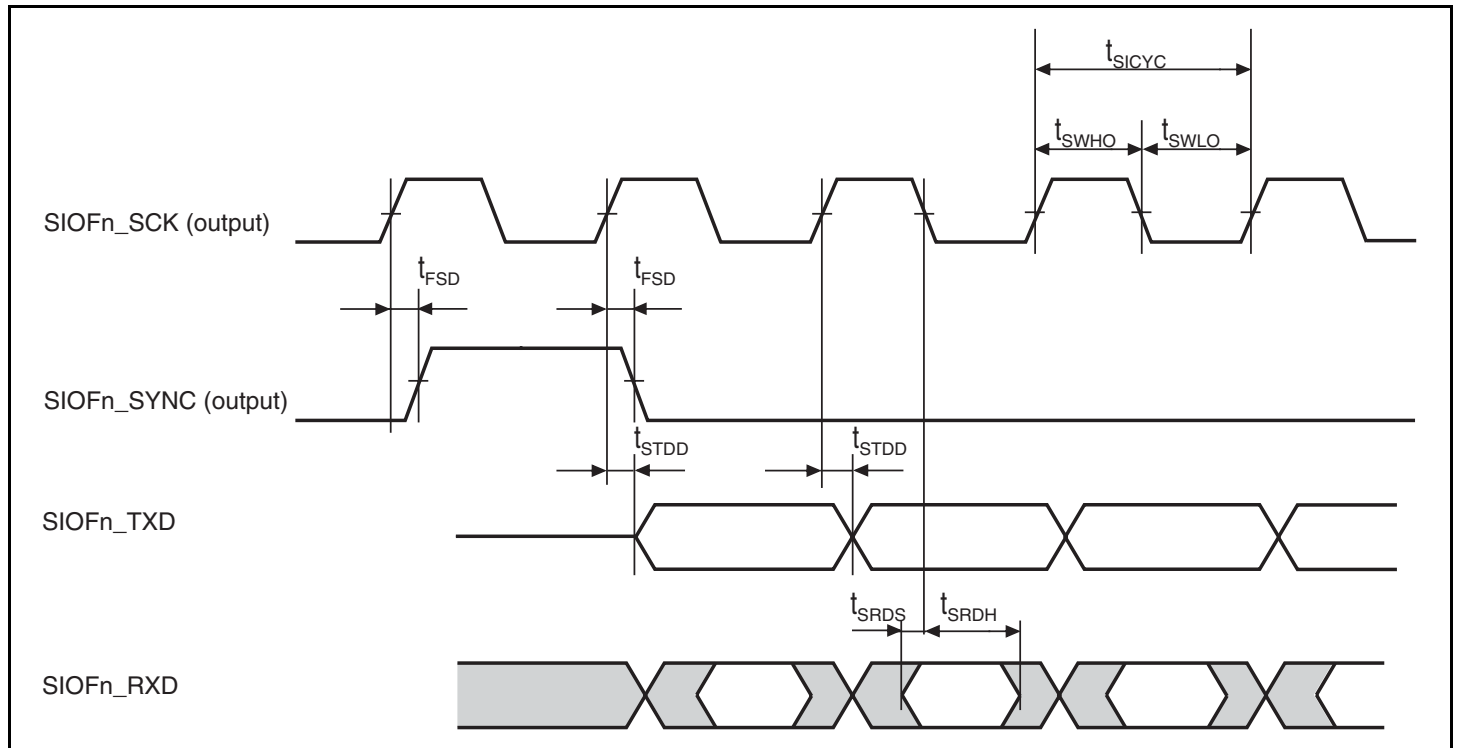 tSICYC
tSWHO tSWLO
SIOFn_SCK (output)
tFSD tFSD
SIOFn_SYNC (output)
tSTDD tSTDD
SIOFn_TXD
tSRDS tSRDH
SIOFn_RXD